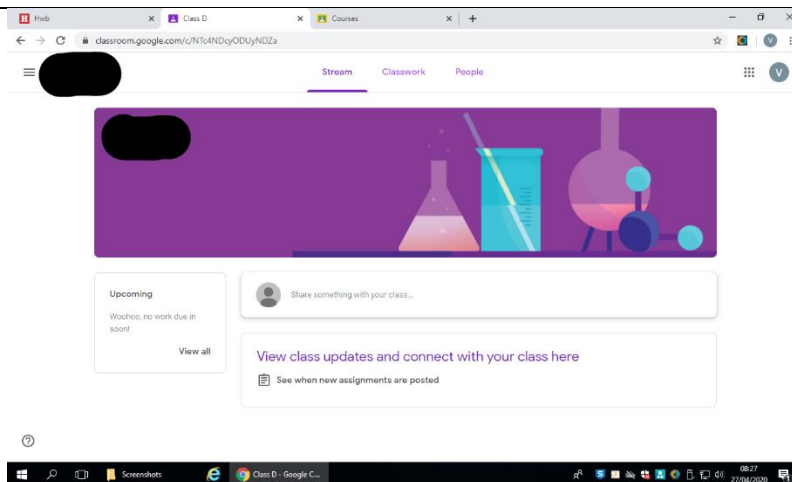 Hwb
Class D
Courses
classroom.google.com/c/NTc4NDcyODUyNDZa
V
Stream Classwork People
V
Upcoming
Woohoo, no work due in
soon!
View all
Share something with your class...
View class updates and connect with your class here
See when new assignments are posted
Screenshots
Class D - Google C...
08:27
27/04/2020